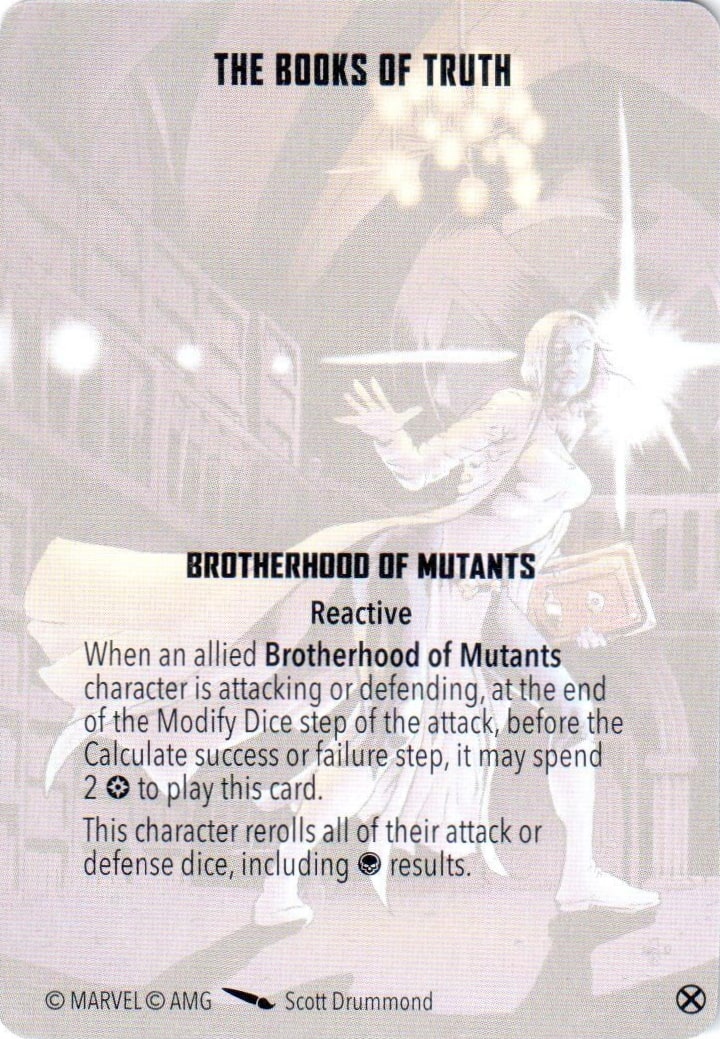 THE BOOKS OF TRUTH
BROTHERHOOD OF MUTANTS
Reactive
When an allied Brotherhood of Mutants
character is attacking or defending, at the end
of the Modify Dice step of the attack, before the
Calculate success or failure step, it may spend
2 to play this card.
This character rerolls all of their attack or
defense dice, including results.
© MARVEL © AMG Scott Drummond